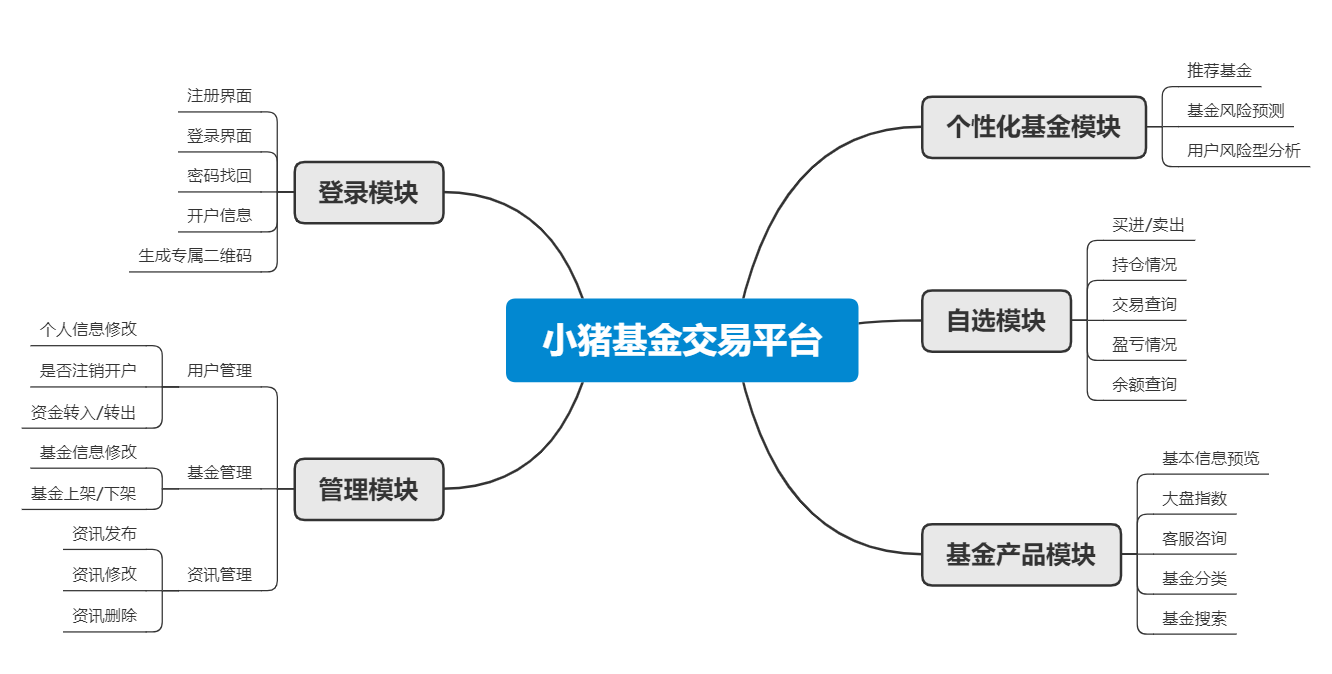 小猪基金交易平台
登录模块
注册界面
登录界面
密码找回
开户信息
生成专属二维码
管理模块
用户管理
个人信息修改
是否注销开户
资金转入/转出
基金管理
基金信息修改
基金上架/下架
资讯管理
资讯发布
资讯修改
资讯删除
个性化基金模块
推荐基金
基金风险预测
用户风险型分析
自选模块
买进/卖出
持仓情况
交易查询
盈亏情况
余额查询
基金产品模块
基本信息预览
大盘指数
客服咨询
基金分类
基金搜索